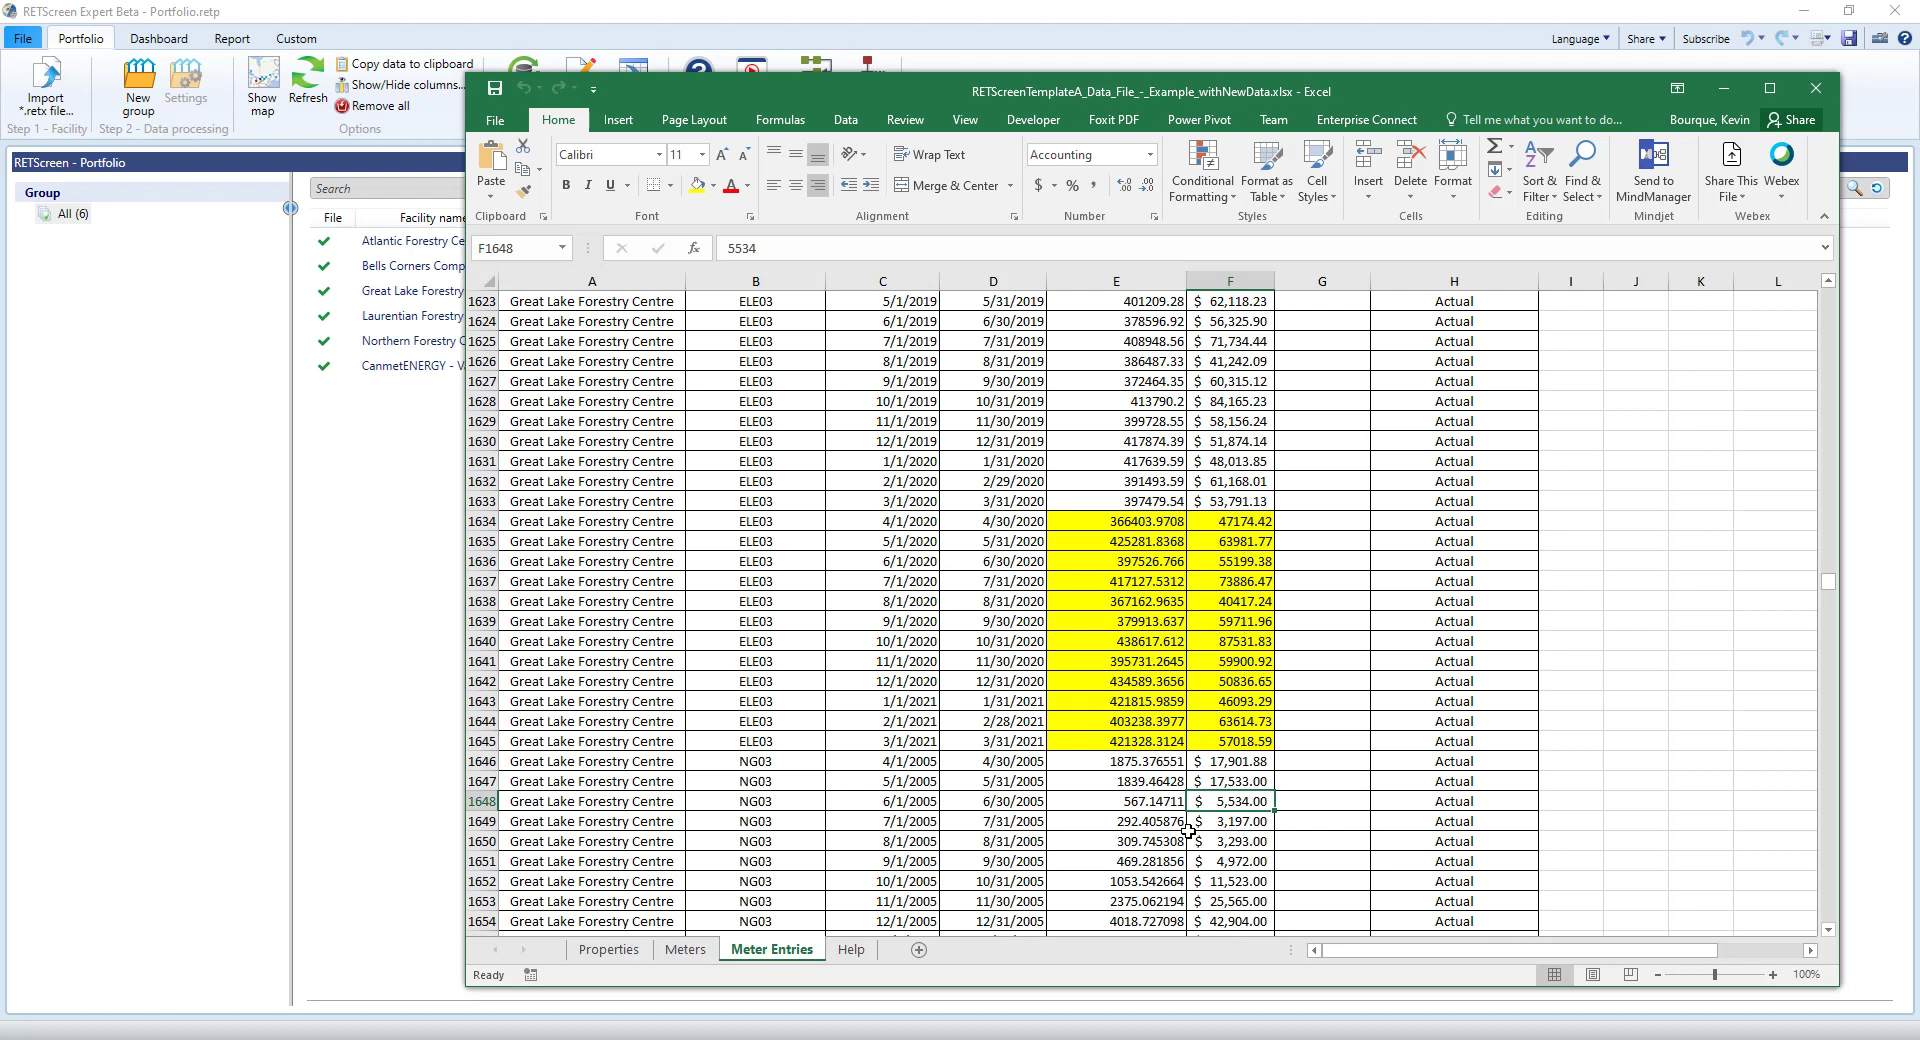 RETScreen Expert Beta - Portfolio.retp
File Portfolio Dashboard Report Custom Language Share Subscribe
Import *.retx file...
Step 1 - Facility
New group
Settings
Step 2 - Data processing
Show map
Refresh
Copy data to clipboard
Show/Hide columns...
Remove all
Options
RETScreen - Portfolio
Group
All (6)
Search
File Facility name
Atlantic Forestry Ce
Bells Corners Comp
Great Lake Forestry
Laurentian Forestry
Northern Forestry C
CanmetENERGY - V
RETScreenTemplateA_Data_File_-_Example_withNewData.xlsx - Excel
File Home Insert Page Layout Formulas Data Review View Developer Foxit PDF Power Pivot Team Enterprise Connect Tell me what you want to do... Bourque, Kevin Share
Paste
Clipboard
Calibri 11
B I U
Font
Wrap Text
Merge & Center
Alignment
Accounting
$ % ,
Number
Conditional Formatting
Format as Table
Cell Styles
Styles
Insert Delete Format
Cells
Sort & Filter
Find & Select
Editing
Send to MindManager
Mindjet
Share This File
Webex
Webex
F1648 fx 5534
A B C D E F G H I J K L
1623 Great Lake Forestry Centre ELE03 5/1/2019 5/31/2019 401209.28 $ 62,118.23 Actual
1624 Great Lake Forestry Centre ELE03 6/1/2019 6/30/2019 378596.92 $ 56,325.90 Actual
1625 Great Lake Forestry Centre ELE03 7/1/2019 7/31/2019 408948.56 $ 71,734.44 Actual
1626 Great Lake Forestry Centre ELE03 8/1/2019 8/31/2019 386487.33 $ 41,242.09 Actual
1627 Great Lake Forestry Centre ELE03 9/1/2019 9/30/2019 372464.35 $ 60,315.12 Actual
1628 Great Lake Forestry Centre ELE03 10/1/2019 10/31/2019 413790.2 $ 84,165.23 Actual
1629 Great Lake Forestry Centre ELE03 11/1/2019 11/30/2019 399728.55 $ 58,156.24 Actual
1630 Great Lake Forestry Centre ELE03 12/1/2019 12/31/2019 417874.39 $ 51,874.14 Actual
1631 Great Lake Forestry Centre ELE03 1/1/2020 1/31/2020 417639.59 $ 48,013.85 Actual
1632 Great Lake Forestry Centre ELE03 2/1/2020 2/29/2020 391493.59 $ 61,168.01 Actual
1633 Great Lake Forestry Centre ELE03 3/1/2020 3/31/2020 397479.54 $ 53,791.13 Actual
1634 Great Lake Forestry Centre ELE03 4/1/2020 4/30/2020 366403.9708 47174.42 Actual
1635 Great Lake Forestry Centre ELE03 5/1/2020 5/31/2020 425281.8368 63981.77 Actual
1636 Great Lake Forestry Centre ELE03 6/1/2020 6/30/2020 397526.766 55199.38 Actual
1637 Great Lake Forestry Centre ELE03 7/1/2020 7/31/2020 417127.5312 73886.47 Actual
1638 Great Lake Forestry Centre ELE03 8/1/2020 8/31/2020 367162.9635 40417.24 Actual
1639 Great Lake Forestry Centre ELE03 9/1/2020 9/30/2020 379913.637 59711.96 Actual
1640 Great Lake Forestry Centre ELE03 10/1/2020 10/31/2020 438617.612 87531.83 Actual
1641 Great Lake Forestry Centre ELE03 11/1/2020 11/30/2020 395731.2645 59900.92 Actual
1642 Great Lake Forestry Centre ELE03 12/1/2020 12/31/2020 434589.3656 50836.65 Actual
1643 Great Lake Forestry Centre ELE03 1/1/2021 1/31/2021 421815.9859 46093.29 Actual
1644 Great Lake Forestry Centre ELE03 2/1/2021 2/28/2021 403238.3977 63614.73 Actual
1645 Great Lake Forestry Centre ELE03 3/1/2021 3/31/2021 421328.3124 57018.59 Actual
1646 Great Lake Forestry Centre NG03 4/1/2005 4/30/2005 1875.376551 $ 17,901.88 Actual
1647 Great Lake Forestry Centre NG03 5/1/2005 5/31/2005 1839.46428 $ 17,533.00 Actual
1648 Great Lake Forestry Centre NG03 6/1/2005 6/30/2005 567.14711 $ 5,534.00 Actual
1649 Great Lake Forestry Centre NG03 7/1/2005 7/31/2005 292.405876 $ 3,197.00 Actual
1650 Great Lake Forestry Centre NG03 8/1/2005 8/31/2005 309.745308 $ 3,293.00 Actual
1651 Great Lake Forestry Centre NG03 9/1/2005 9/30/2005 469.281856 $ 4,972.00 Actual
1652 Great Lake Forestry Centre NG03 10/1/2005 10/31/2005 1053.542664 $ 11,523.00 Actual
1653 Great Lake Forestry Centre NG03 11/1/2005 11/30/2005 2375.062194 $ 25,565.00 Actual
1654 Great Lake Forestry Centre NG03 12/1/2005 12/31/2005 4018.727098 $ 42,904.00 Actual
Properties Meters Meter Entries Help
Ready 100%